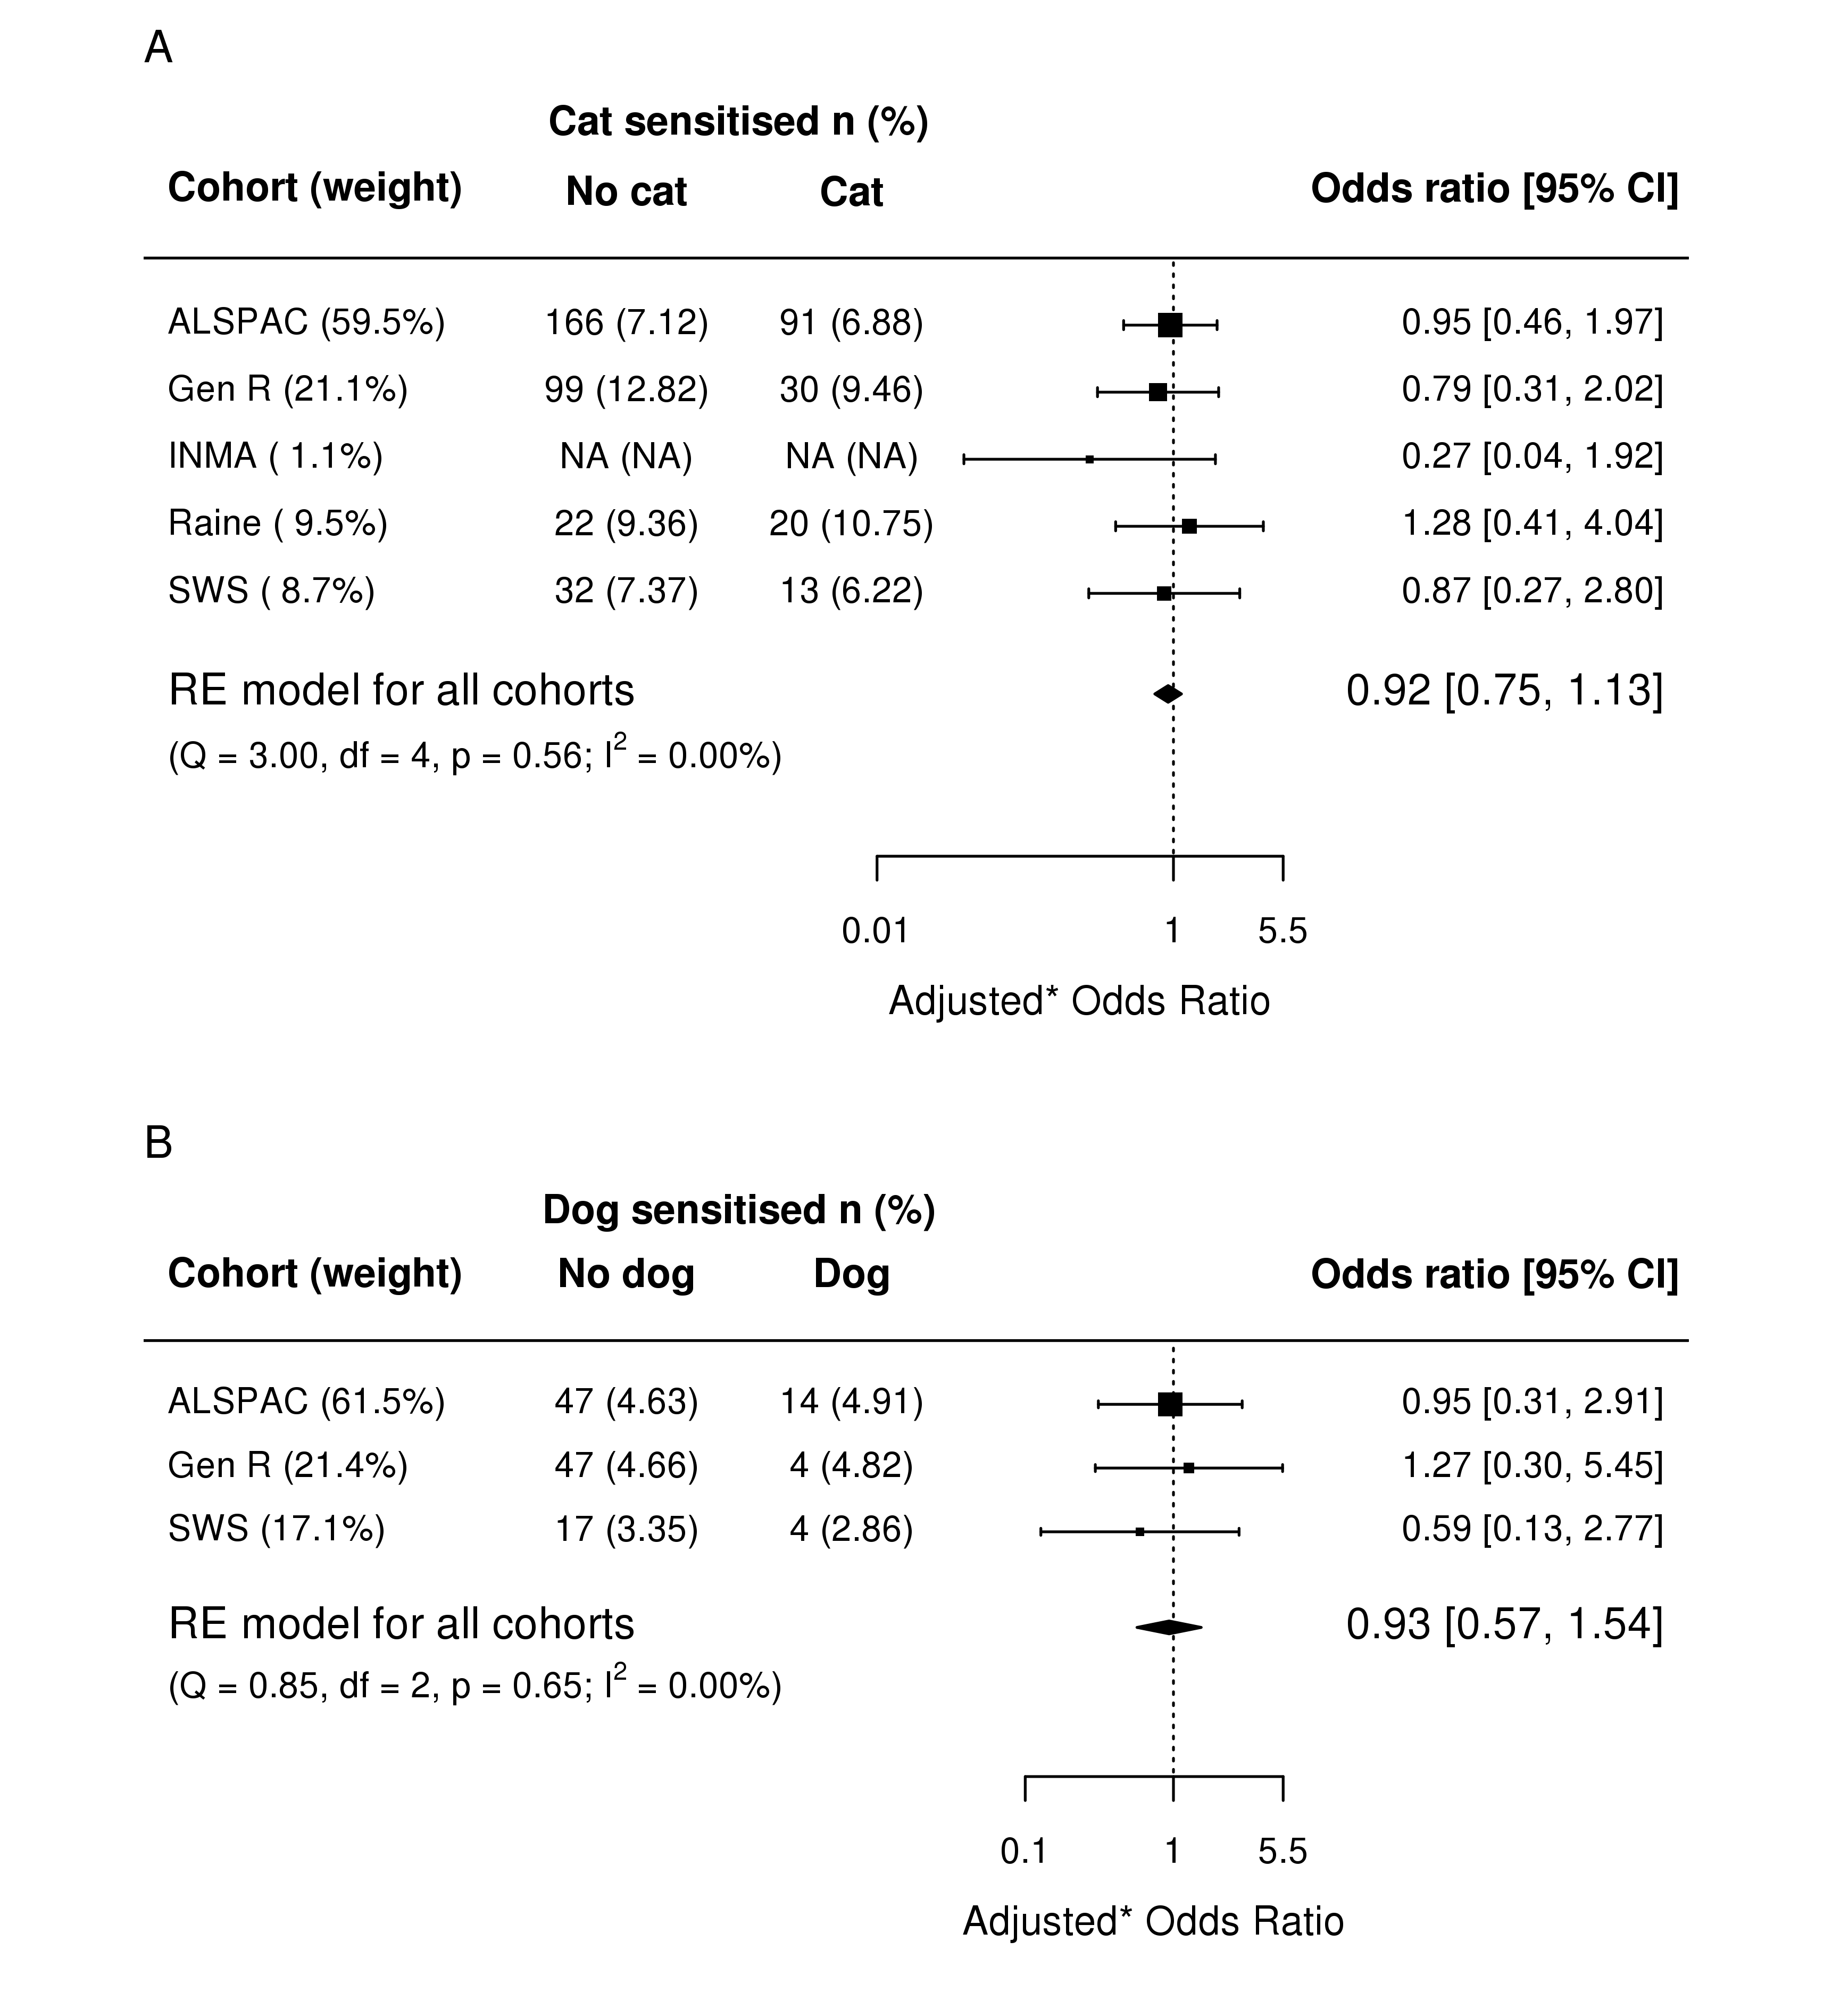 A
Cat sensitised n (%)
Cohort (weight) No cat Cat Odds ratio [95% CI]
ALSPAC (59.5%) 166 (7.12) 91 (6.88) 0.95 [0.46, 1.97]
Gen R (21.1%) 99 (12.82) 30 (9.46) 0.79 [0.31, 2.02]
INMA ( 1.1%) NA (NA) NA (NA) 0.27 [0.04, 1.92]
Raine ( 9.5%) 22 (9.36) 20 (10.75) 1.28 [0.41, 4.04]
SWS ( 8.7%) 32 (7.37) 13 (6.22) 0.87 [0.27, 2.80]
RE model for all cohorts 0.92 [0.75, 1.13]
(Q = 3.00, df = 4, p = 0.56; I² = 0.00%)
0.01 1 5.5
Adjusted* Odds Ratio
B
Dog sensitised n (%)
Cohort (weight) No dog Dog Odds ratio [95% CI]
ALSPAC (61.5%) 47 (4.63) 14 (4.91) 0.95 [0.31, 2.91]
Gen R (21.4%) 47 (4.66) 4 (4.82) 1.27 [0.30, 5.45]
SWS (17.1%) 17 (3.35) 4 (2.86) 0.59 [0.13, 2.77]
RE model for all cohorts 0.93 [0.57, 1.54]
(Q = 0.85, df = 2, p = 0.65; I² = 0.00%)
0.1 1 5.5
Adjusted* Odds Ratio